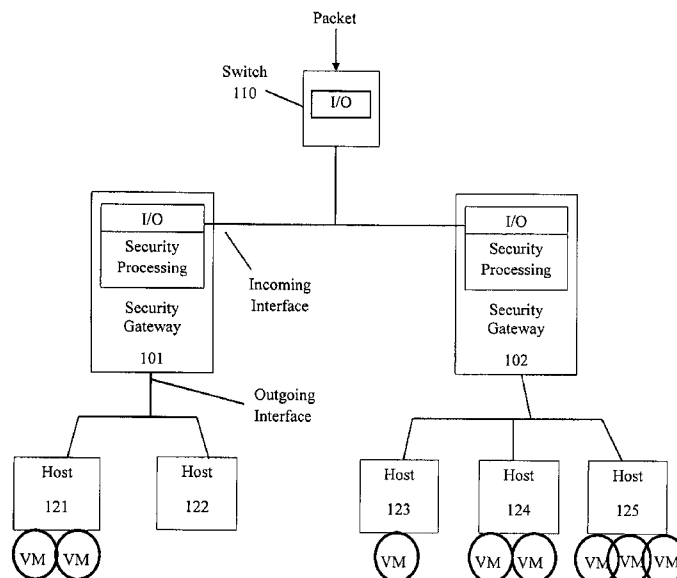 Packet
Switch
110
I/O
I/O
Security
Processing
Security
Gateway
101
Incoming
Interface
I/O
Security
Processing
Security
Gateway
102
Outgoing
Interface
Host
121
Host
122
Host
123
Host
124
Host
125
VM VM
VM
VM VM
VM VM VM